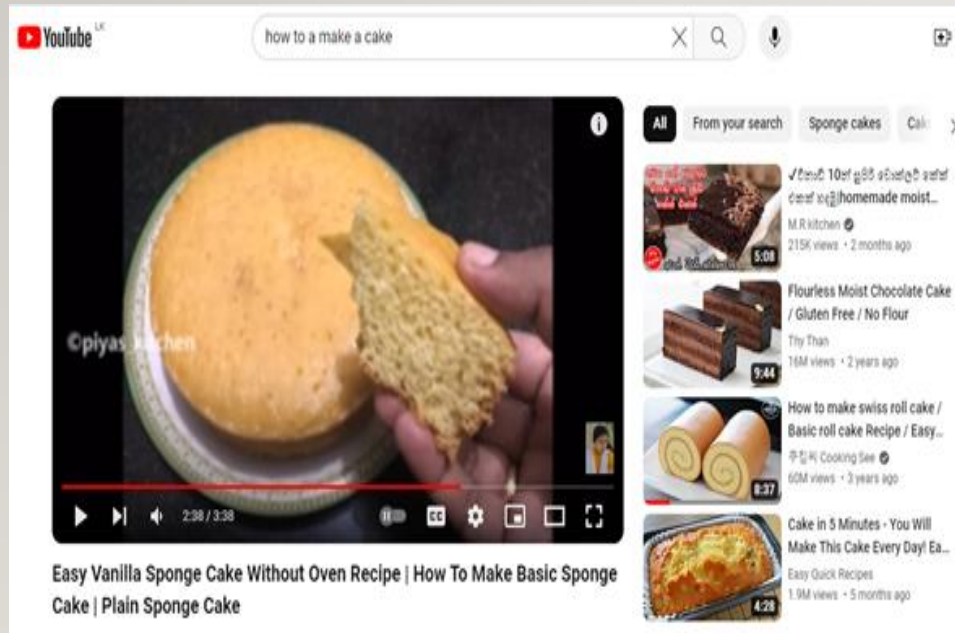 YouTube LK
how to a make a cake
©piyas kitchen
2:38 / 3:38
CC
Easy Vanilla Sponge Cake Without Oven Recipe | How To Make Basic Sponge
Cake | Plain Sponge Cake
All From your search Sponge cakes
10න්
homemade moist...
M.R kitchen
215K views • 2 months ago
5:08
Flourless Moist Chocolate Cake
/ Gluten Free / No Flour
Thy Than
16M views • 2 years ago
9:44
How to make swiss roll cake /
Basic roll cake Recipe / Easy...
Cooking See
60M views • 3 years ago
8:37
Cake in 5 Minutes - You Will
Make This Cake Every Day! Ea...
Easy Quick Recipes
1.9M views • 5 months ago
4:28